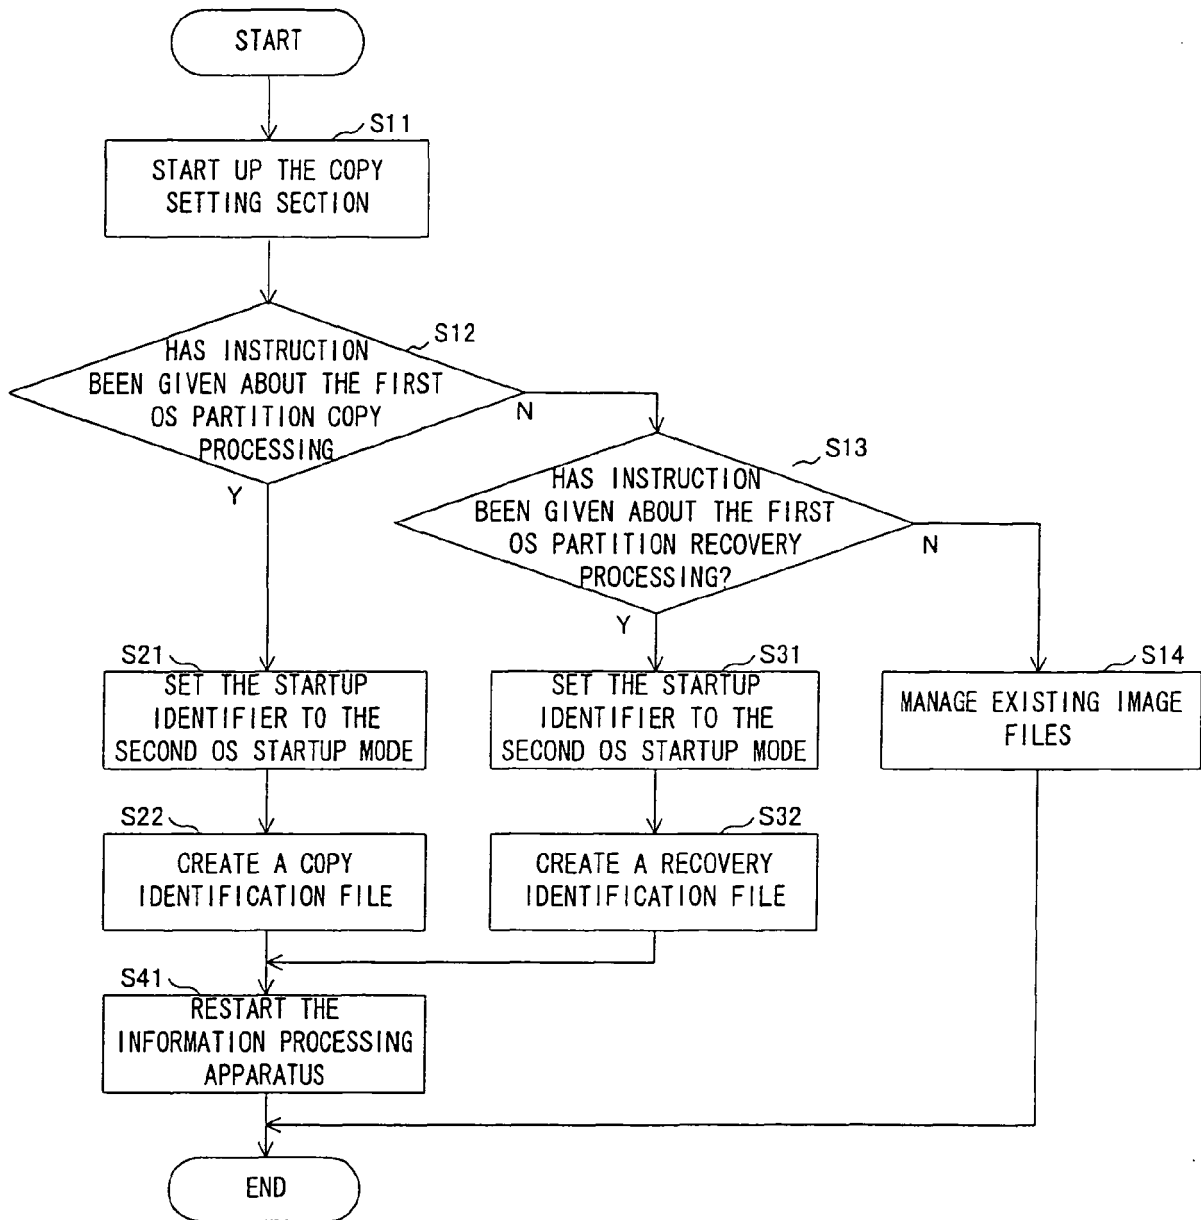 START
S11
START UP THE COPY
SETTING SECTION
S12
HAS INSTRUCTION
BEEN GIVEN ABOUT THE FIRST
OS PARTITION COPY
PROCESSING
N
Y
S13
HAS INSTRUCTION
BEEN GIVEN ABOUT THE FIRST
OS PARTITION RECOVERY
PROCESSING?
N
Y
S21
SET THE STARTUP
IDENTIFIER TO THE
SECOND OS STARTUP MODE
S31
SET THE STARTUP
IDENTIFIER TO THE
SECOND OS STARTUP MODE
S14
MANAGE EXISTING IMAGE
FILES
S22
CREATE A COPY
IDENTIFICATION FILE
S32
CREATE A RECOVERY
IDENTIFICATION FILE
S41
RESTART THE
INFORMATION PROCESSING
APPARATUS
END